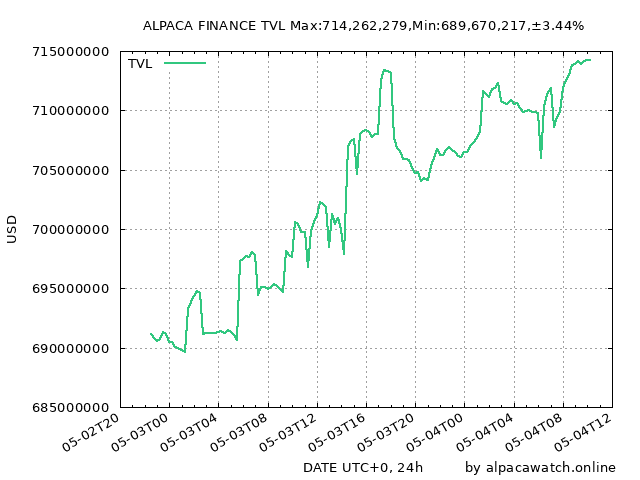 ALPACA FINANCE TVL Max:714,262,279,Min:689,670,217,±3.44%
715000000
TVL
710000000
705000000
700000000
USD
695000000
690000000
685000000
05-02T20
05-03T00
05-03T04
05-03T08
05-03T12
05-03T16
05-03T20
05-04T00
05-04T04
05-04T08
05-04T12
DATE UTC+0, 24h
by alpacawatch.online